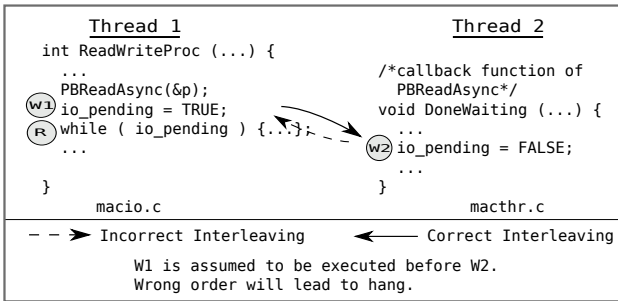 Thread 1
int ReadWriteProc (...) {
...
PBReadAsync(&p);
W1 io_pending = TRUE;
R while ( io_pending ) {...};
...
}
macio.c
Thread 2
/*callback function of
PBReadAsync*/
void DoneWaiting (...) {
...
W2 io_pending = FALSE;
...
}
macthr.c
Incorrect Interleaving
Correct Interleaving
W1 is assumed to be executed before W2.
Wrong order will lead to hang.